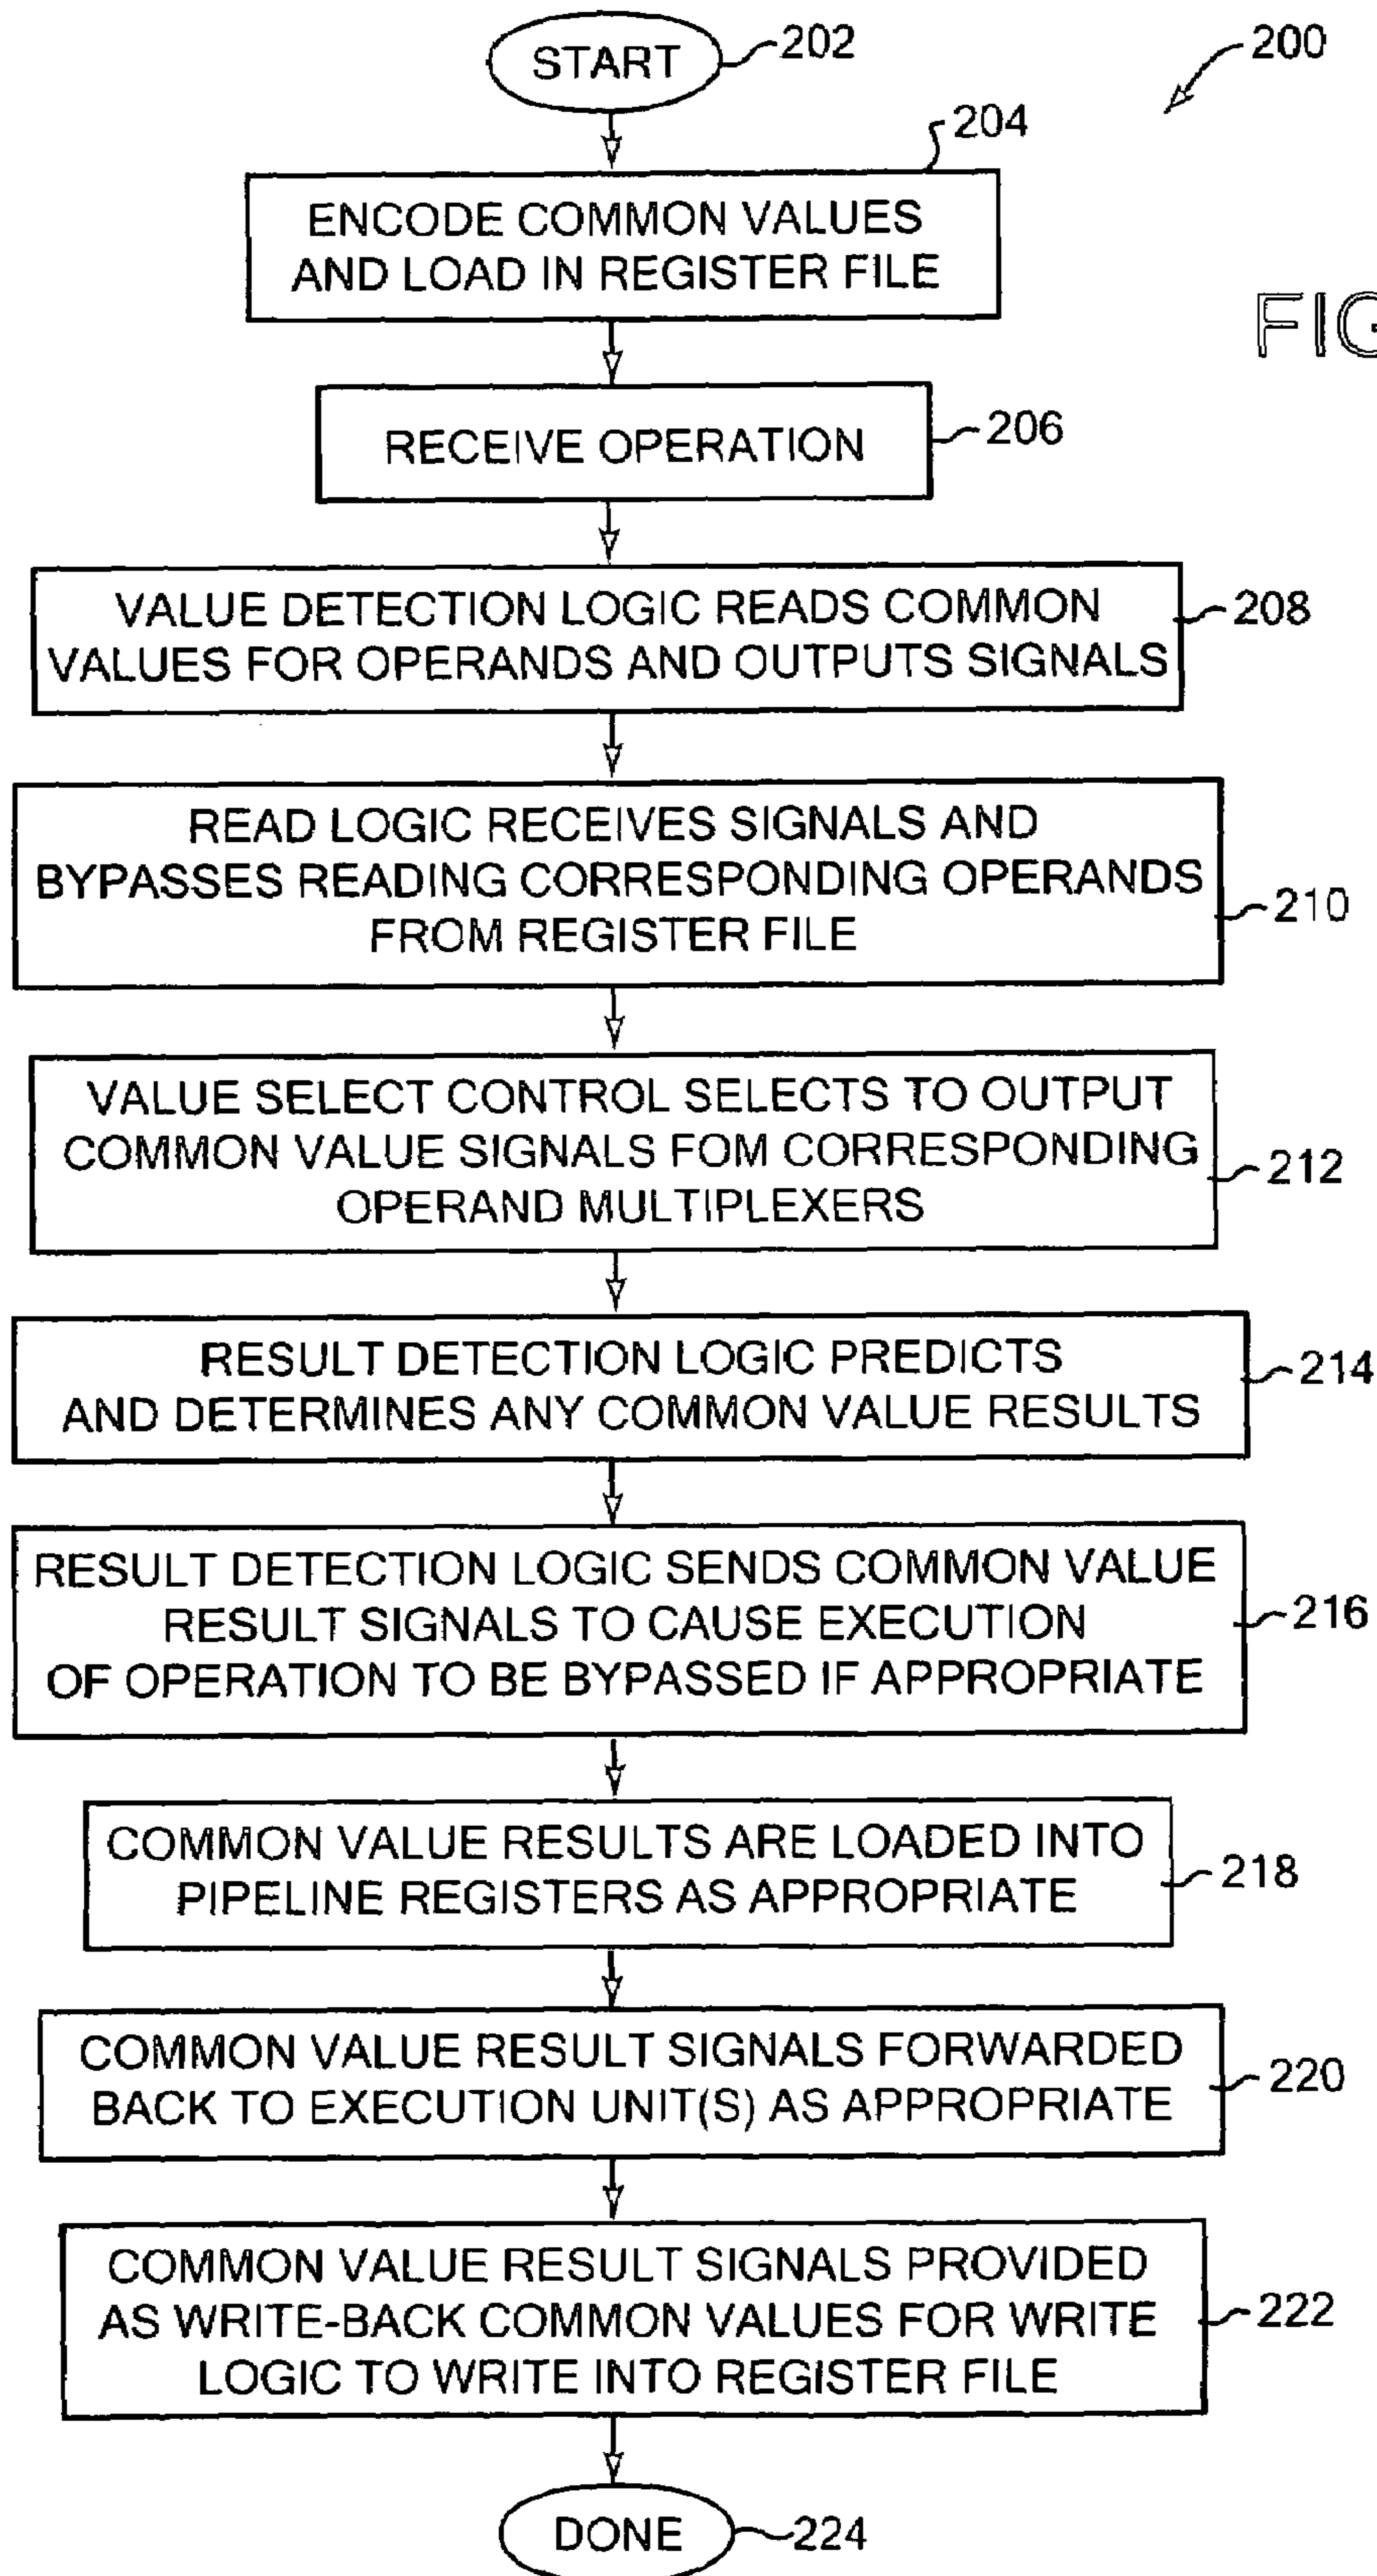 START
202
200
204
ENCODE COMMON VALUES
AND LOAD IN REGISTER FILE
FIG
RECEIVE OPERATION
206
VALUE DETECTION LOGIC READS COMMON
VALUES FOR OPERANDS AND OUTPUTS SIGNALS
208
READ LOGIC RECEIVES SIGNALS AND
BYPASSES READING CORRESPONDING OPERANDS
FROM REGISTER FILE
210
VALUE SELECT CONTROL SELECTS TO OUTPUT
COMMON VALUE SIGNALS FOM CORRESPONDING
OPERAND MULTIPLEXERS
212
RESULT DETECTION LOGIC PREDICTS
AND DETERMINES ANY COMMON VALUE RESULTS
214
RESULT DETECTION LOGIC SENDS COMMON VALUE
RESULT SIGNALS TO CAUSE EXECUTION
OF OPERATION TO BE BYPASSED IF APPROPRIATE
216
COMMON VALUE RESULTS ARE LOADED INTO
PIPELINE REGISTERS AS APPROPRIATE
218
COMMON VALUE RESULT SIGNALS FORWARDED
BACK TO EXECUTION UNIT(S) AS APPROPRIATE
220
COMMON VALUE RESULT SIGNALS PROVIDED
AS WRITE-BACK COMMON VALUES FOR WRITE
LOGIC TO WRITE INTO REGISTER FILE
222
DONE
224